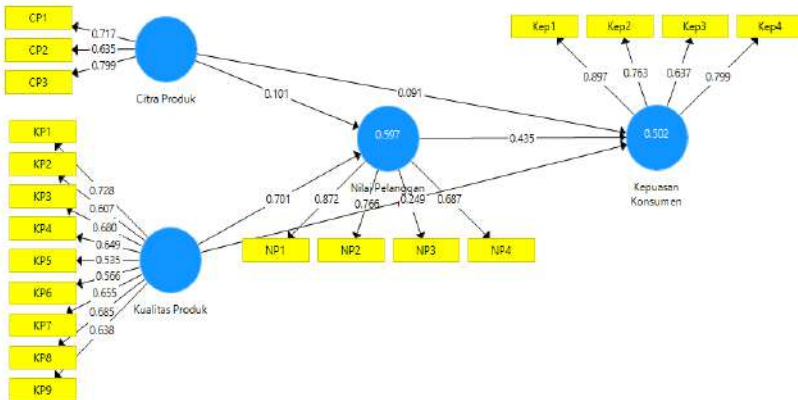 CP1
CP2
CP3
0.717
0.635
0.799
Citra Produk
Kep1
Kep2
Kep3
Kep4
0.897
0.763
0.637
0.799
0.502
Kepuasan
Konsumen
0.101
0.091
0.597
0.435
Nilai Pelanggan
0.701
0.872
0.766
0.249
0.687
NP1
NP2
NP3
NP4
KP1
KP2
KP3
KP4
KP5
KP6
KP7
KP8
KP9
0.728
0.607
0.680
0.649
0.535
0.566
0.655
0.685
0.638
Kualitas Produk